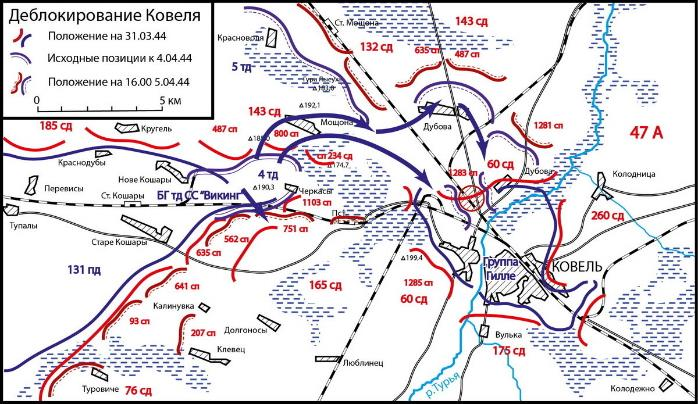 Деблокирование Ковеля
Положение на 31.03.44
Исходные позиции к 4.04.44
Положение на 16.00 5.04.44
0
5 км
Ст. Мощона
143 сд
Красноволя
132 сд
635 сп
487 сп
5 тд
192,1
143 сд
Мощона
Дубова
1281 сп
47 А
185 сд
Кругель
487 сп
800 сп
сп 234 сд
174,7
60 сд
1283 сп
Дубова
Краснодубы
Нове Кошары
4 тд
190,3
Черкасы
Колодница
Перевисы
Ст. Кошары
БГ тд СС "Викинг"
1103 сп
260 сд
Тупалы
Старе Кошары
635 сп
562 сп
751 сп
199,4
Группа
Гилле
КОВЕЛЬ
131 пд
641 сп
165 сд
1285 сп
60 сд
Калинувка
93 сп
207 сп
Долгоносы
Клевец
Люблинец
Вулька
175 сд
Туровиче
76 сд
р.Турья
Колодежно